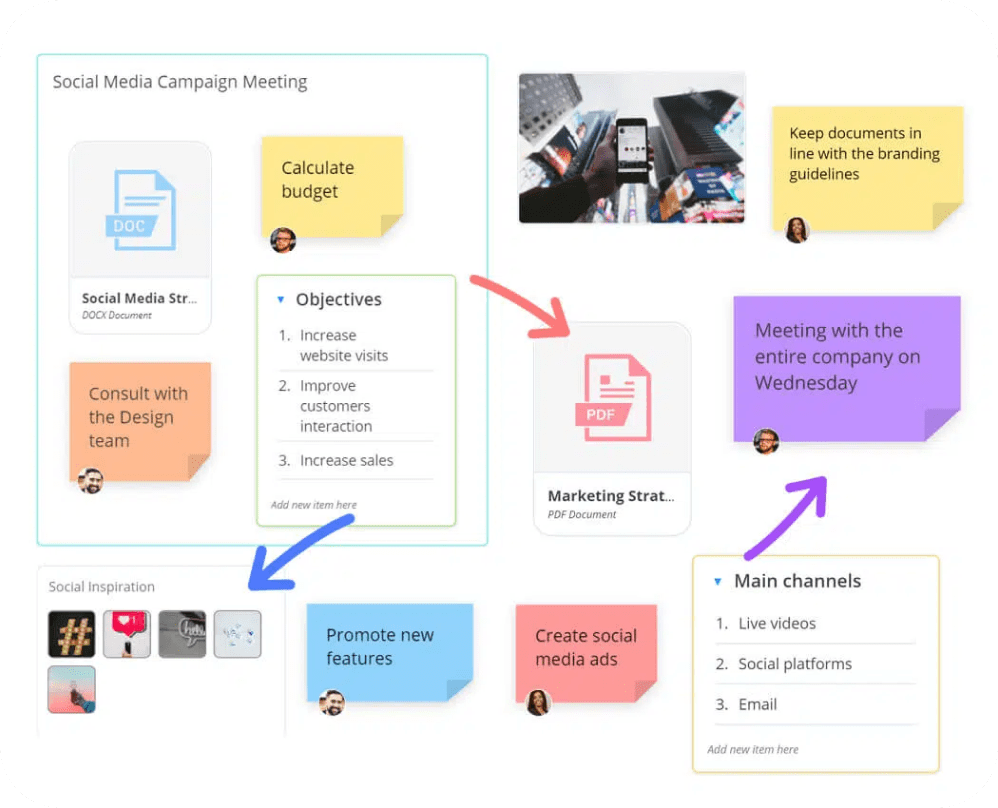 Social Media Campaign Meeting
DOC
Social Media Str...
DOCX Document
Calculate
budget
Consult with
the Design
team
Objectives
1. Increase
website visits
2. Improve
customers
interaction
3. Increase sales
Add new item here
Keep documents in
line with the branding
guidelines
PDF
Marketing Strat...
PDF Document
Meeting with the
entire company on
Wednesday
Social Inspiration
#
hello
Promote new
features
Create social
media ads
Main channels
1. Live videos
2. Social platforms
3. Email
Add new item here